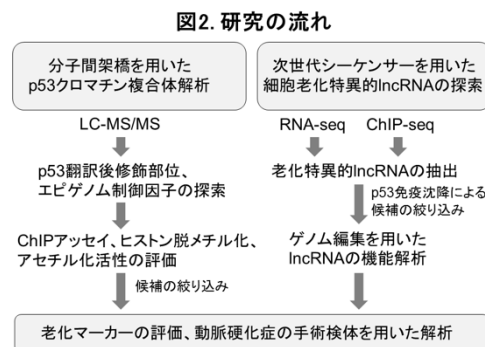 図2. 研究の流れ
分子間架橋を用いた
p53クロマチン複合体解析
LC-MS/MS
p53翻訳後修飾部位、
エピゲノム制御因子の探索
ChIPアッセイ、ヒストン脱メチル化、
アセチル化活性の評価
候補の絞り込み
次世代シーケンサーを用いた
細胞老化特異的lncRNAの探索
RNA-seq ChIP-seq
老化特異的lncRNAの抽出
p53免疫沈降による
候補の絞り込み
ゲノム編集を用いた
lncRNAの機能解析
老化マーカーの評価、動脈硬化症の手術検体を用いた解析